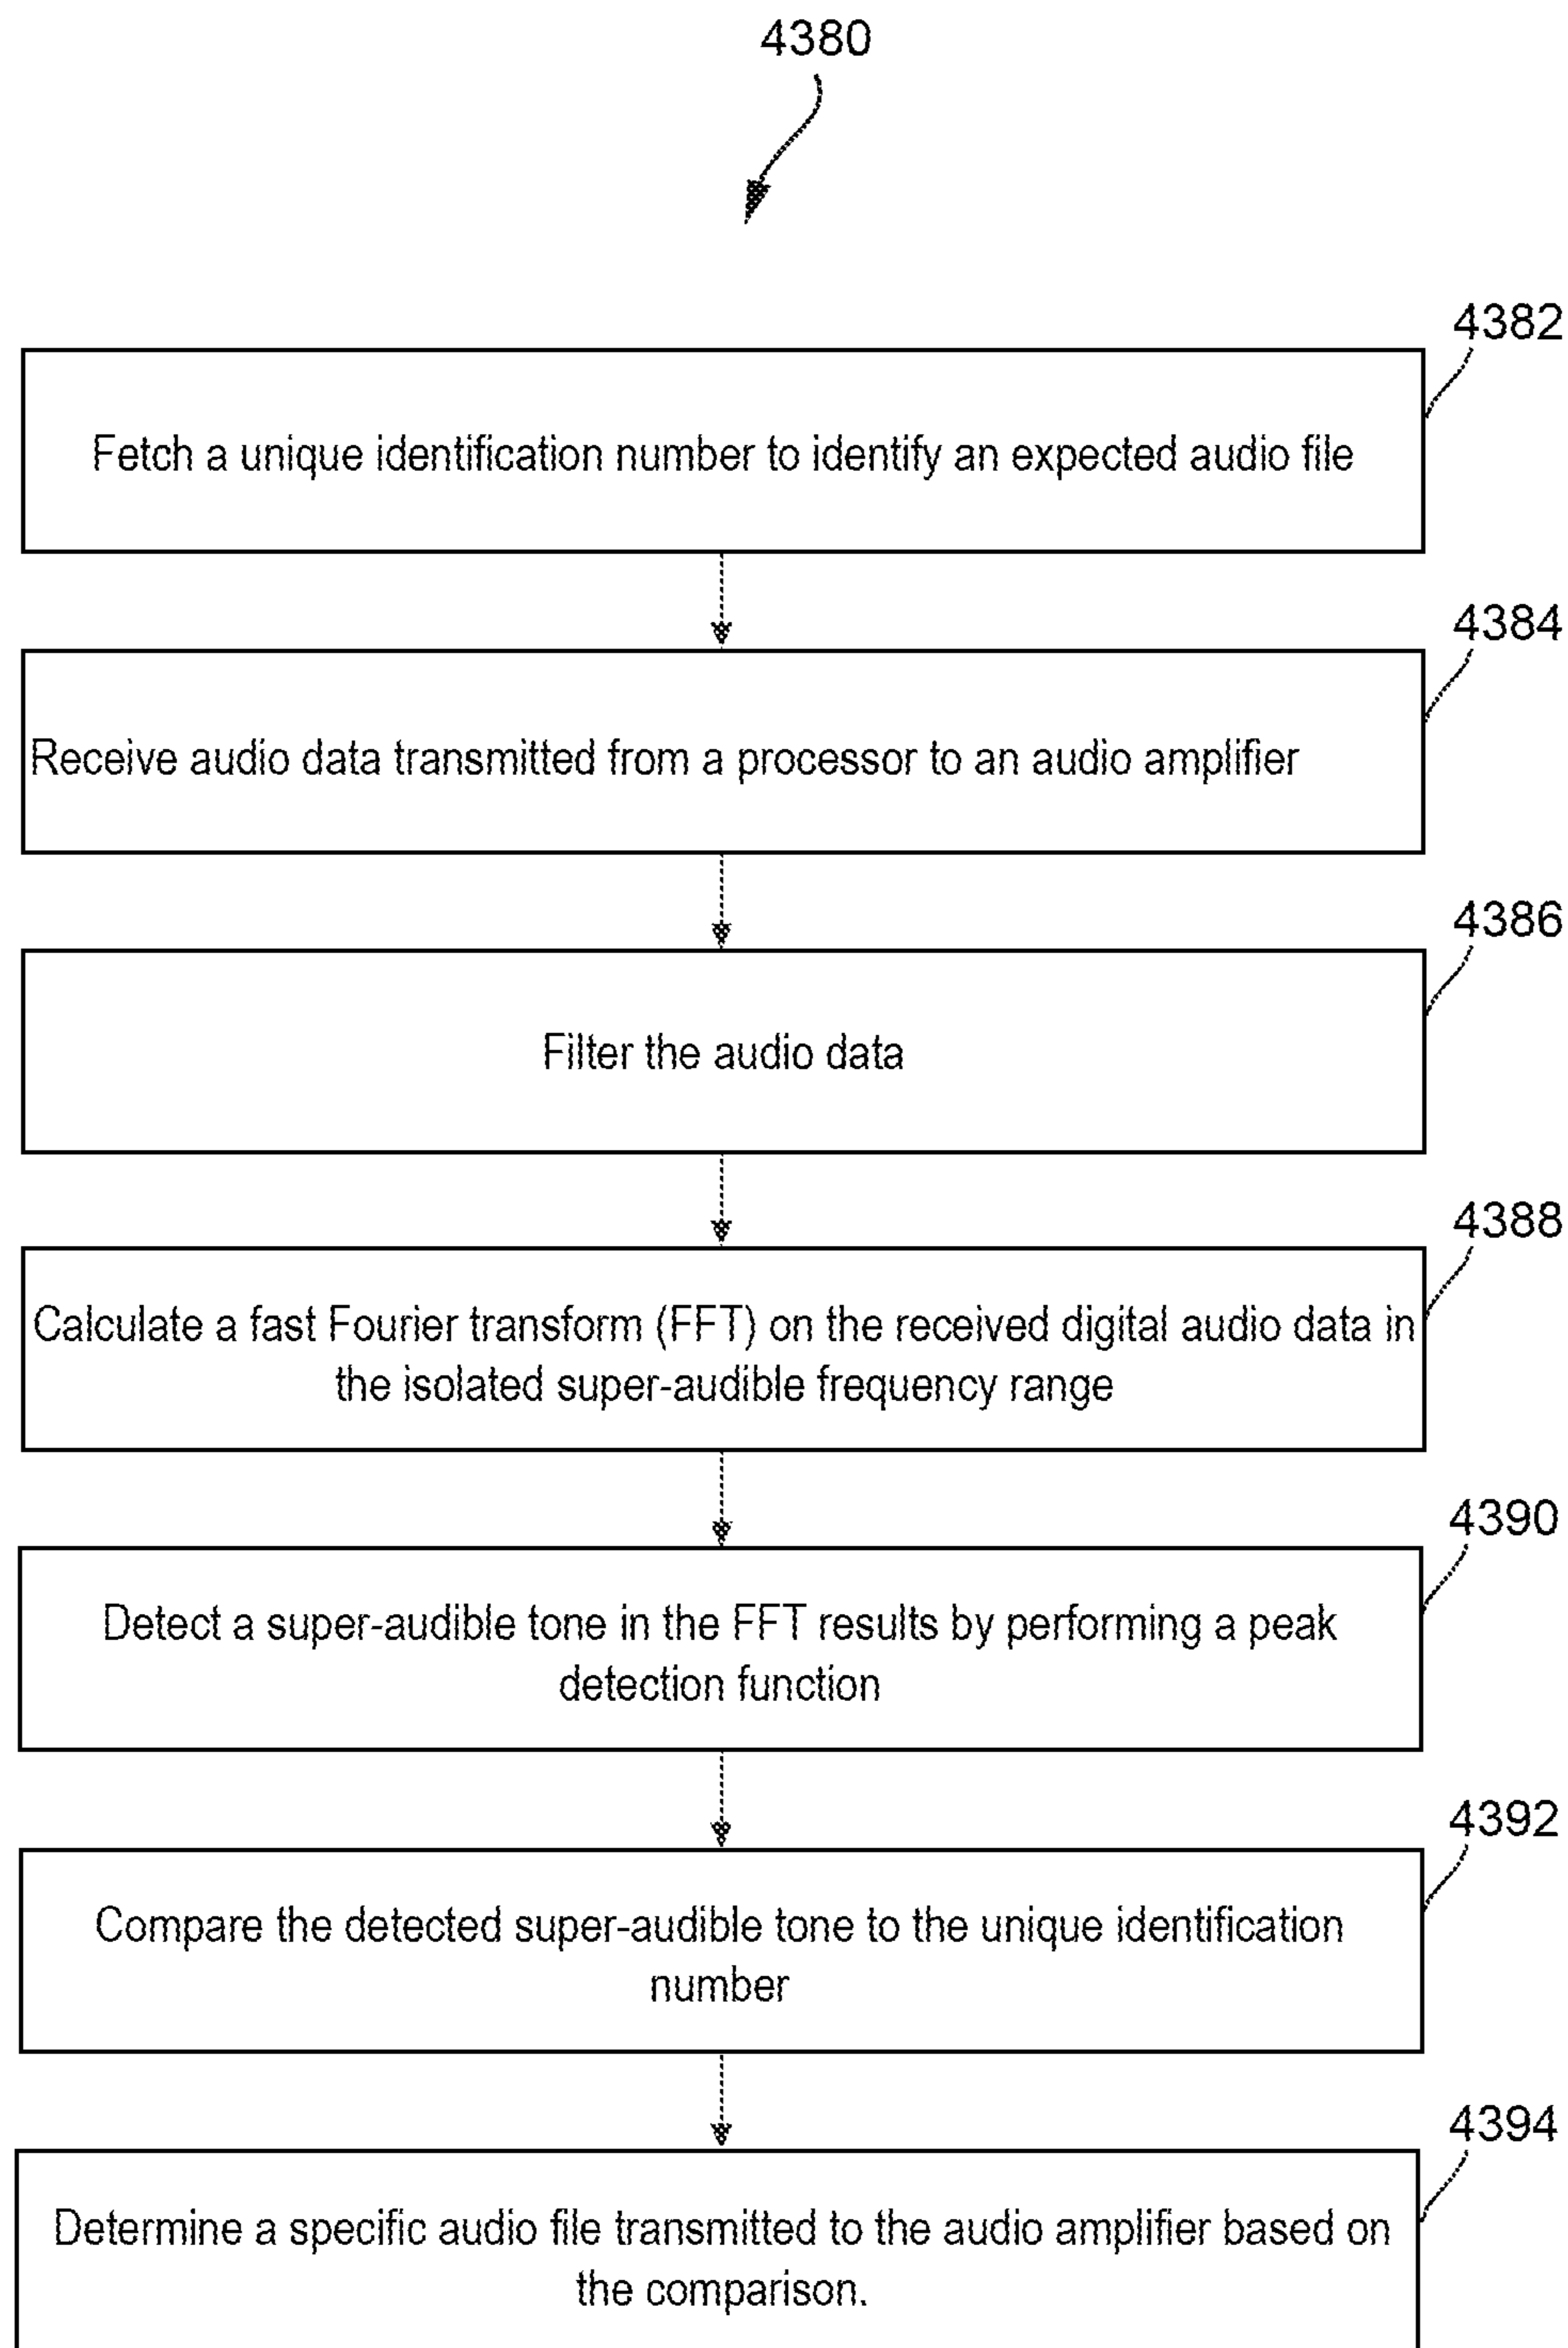 4380
4382
Fetch a unique identification number to identify an expected audio file
4384
Receive audio data transmitted from a processor to an audio amplifier
4386
Filter the audio data
4388
Calculate a fast Fourier transform (FFT) on the received digital audio data in
the isolated super-audible frequency range
4390
Detect a super-audible tone in the FFT results by performing a peak
detection function
4392
Compare the detected super-audible tone to the unique identification
number
4394
Determine a specific audio file transmitted to the audio amplifier based on
the comparison.